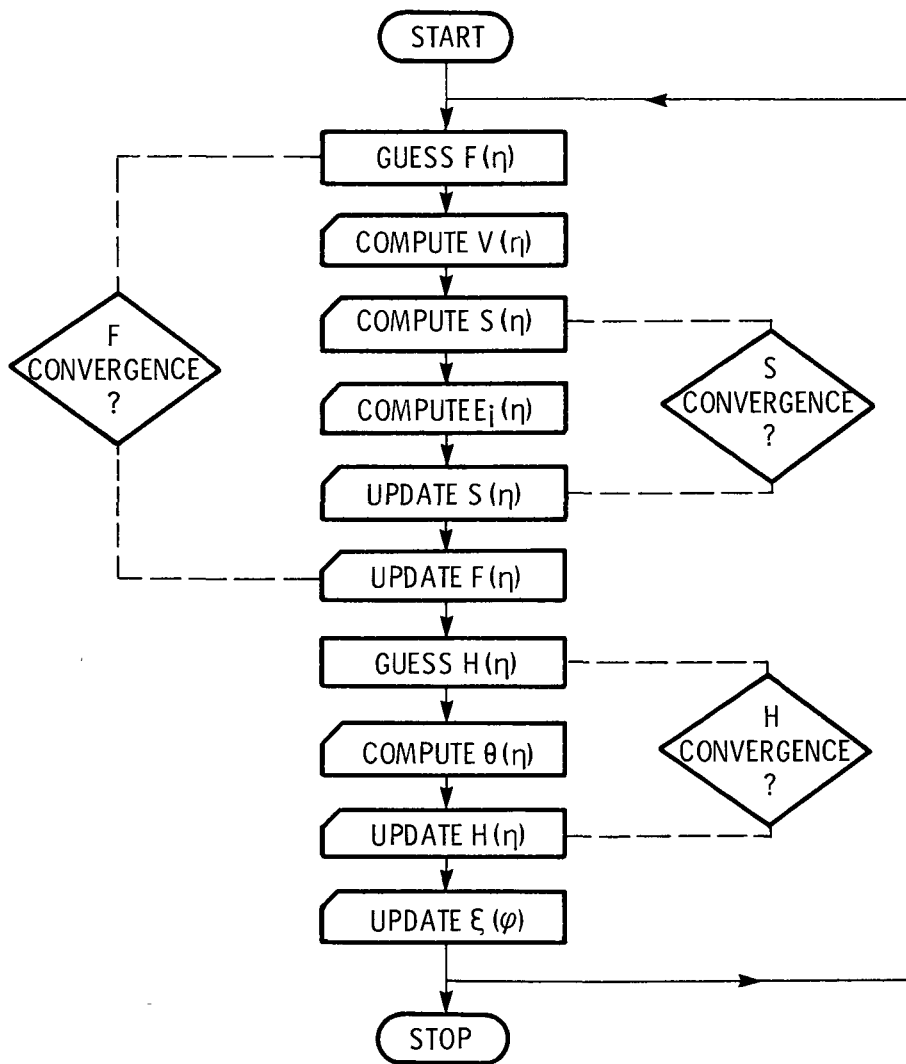 START
GUESS F(η)
COMPUTE V(η)
COMPUTE S(η)
F
CONVERGENCE
?
S
CONVERGENCE
?
COMPUTE E_i(η)
UPDATE S(η)
UPDATE F(η)
GUESS H(η)
H
CONVERGENCE
?
COMPUTE θ(η)
UPDATE H(η)
UPDATE ξ(φ)
STOP